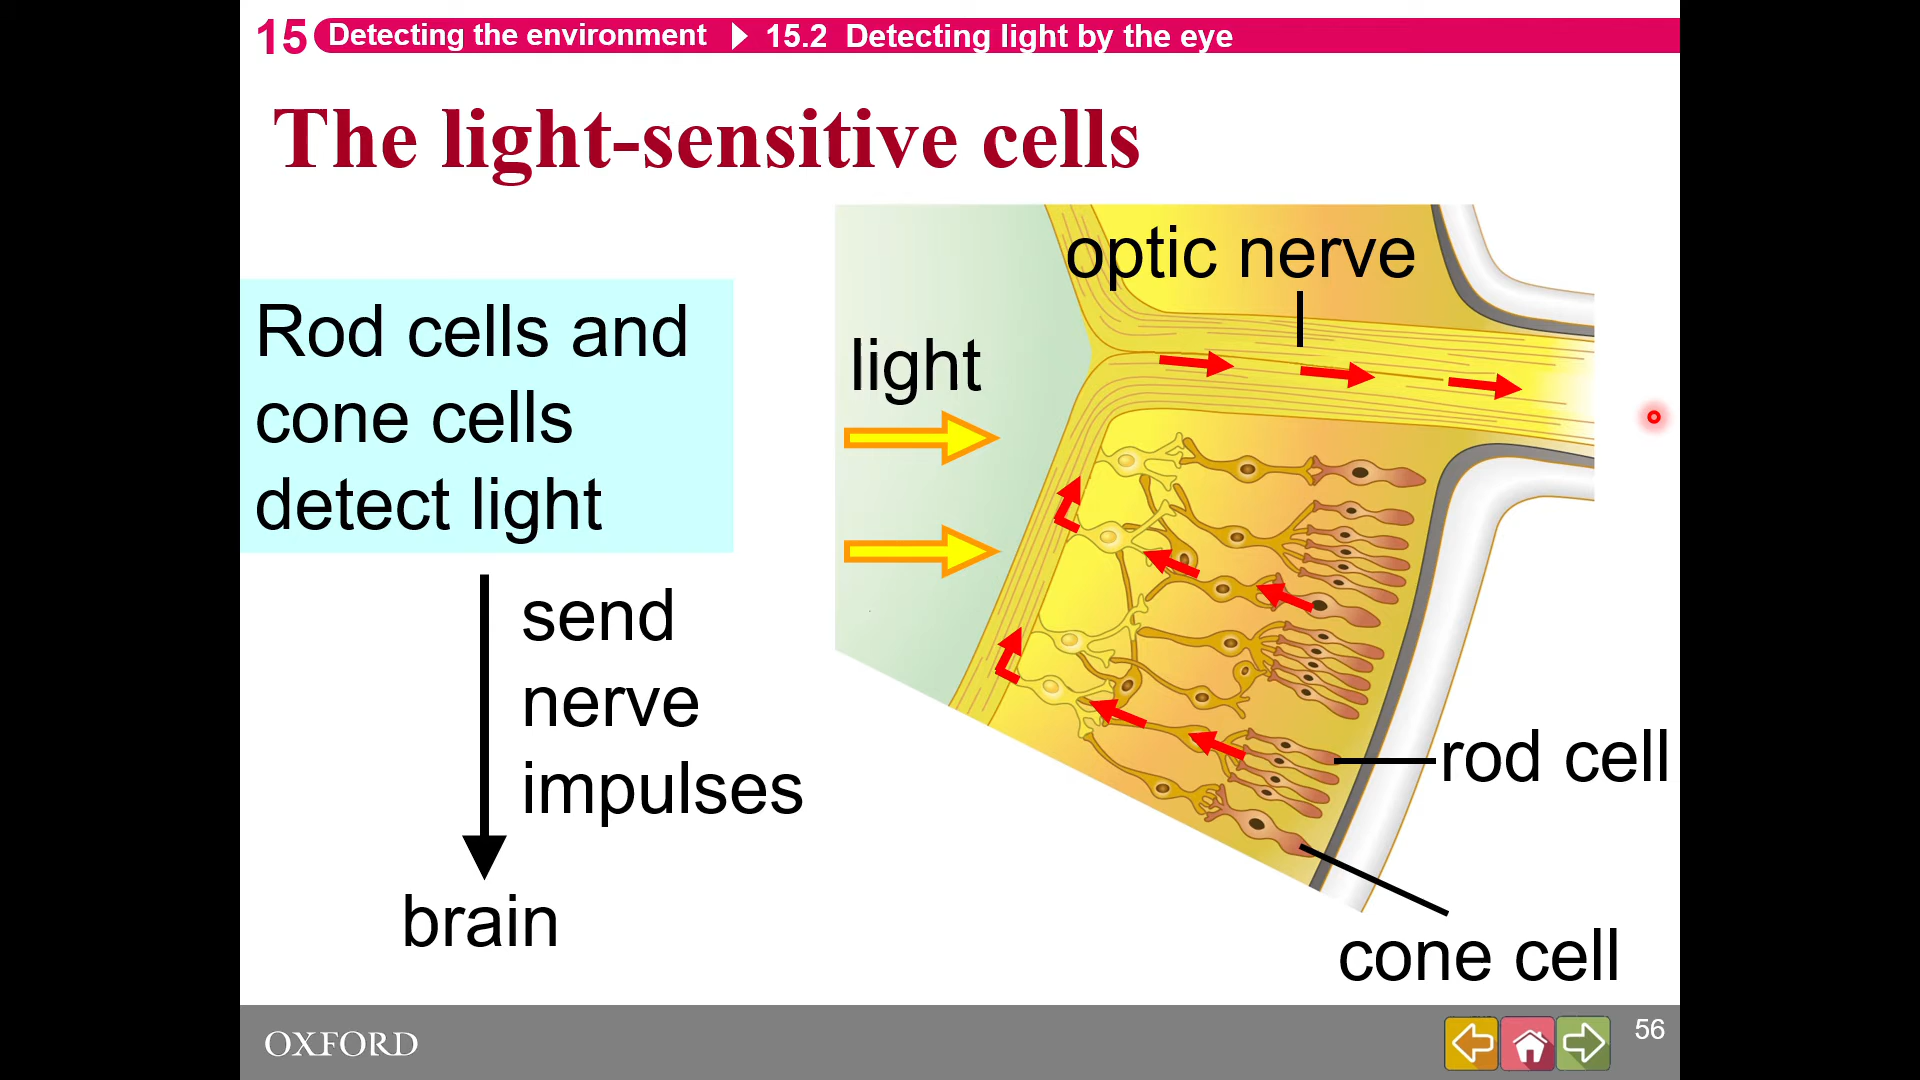 15 Detecting the environment 15.2 Detecting light by the eye
The light-sensitive cells
Rod cells and
cone cells
detect light
send
nerve
impulses
brain
optic nerve
light
rod cell
cone cell
OXFORD
56